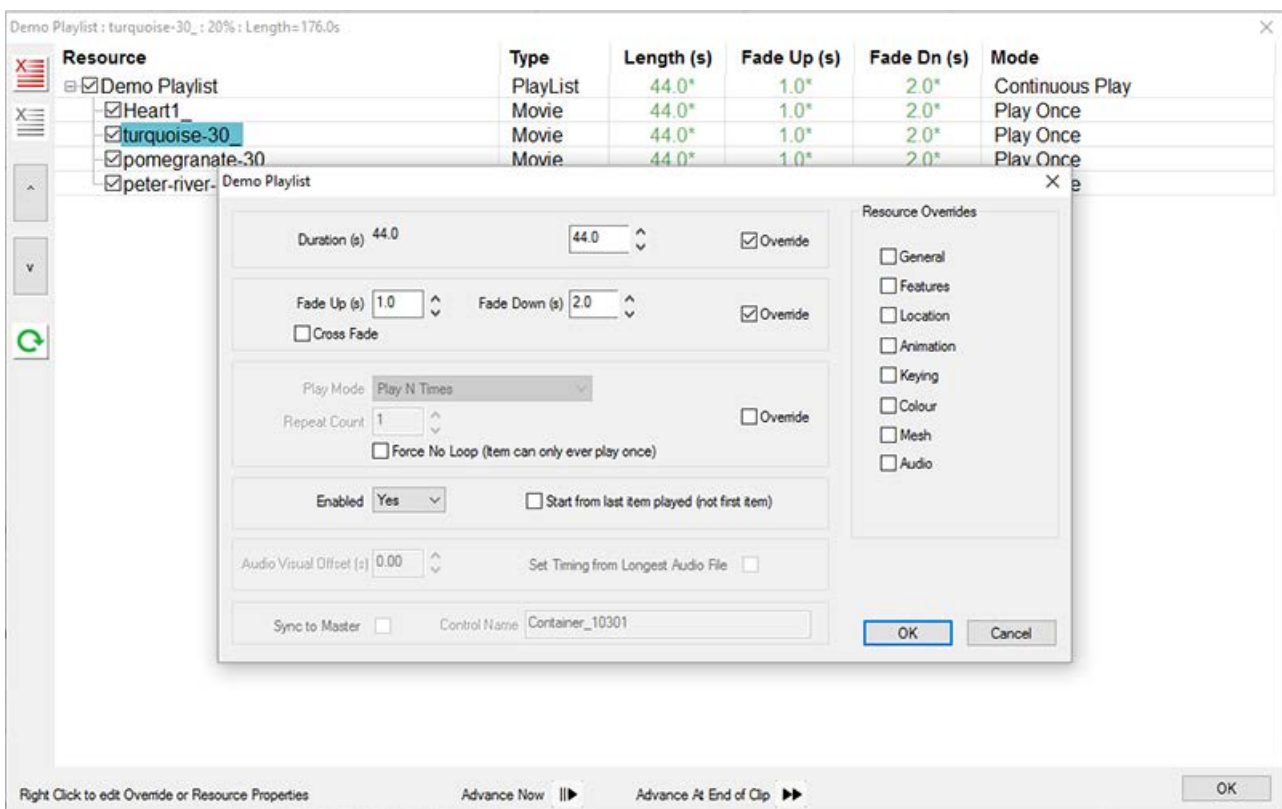 Demo Playlist : turquoise-30_ : 20% : Length=176.0s
Resource Type Length (s) Fade Up (s) Fade Dn (s) Mode
Demo Playlist PlayList 44.0* 1.0* 2.0* Continuous Play
Heart1_ Movie 44.0* 1.0* 2.0* Play Once
turquoise-30_ Movie 44.0* 1.0* 2.0* Play Once
pomegranate-30 Movie 44.0* 1.0* 2.0* Play Once
peter-river-
Demo Playlist
Duration (s) 44.0 44.0 Override
Fade Up (s) 1.0 Fade Down (s) 2.0 Override
Cross Fade
Play Mode Play N Times
Repeat Count 1 Override
Force No Loop (Item can only ever play once)
Enabled Yes Start from last item played (not first item)
Audio Visual Offset (s) 0.00 Set Timing from Longest Audio File
Sync to Master Control Name Container_10301
Resource Overrides
General
Features
Location
Animation
Keying
Colour
Mesh
Audio
OK Cancel
Right Click to edit Override or Resource Properties Advance Now Advance At End of Clip OK